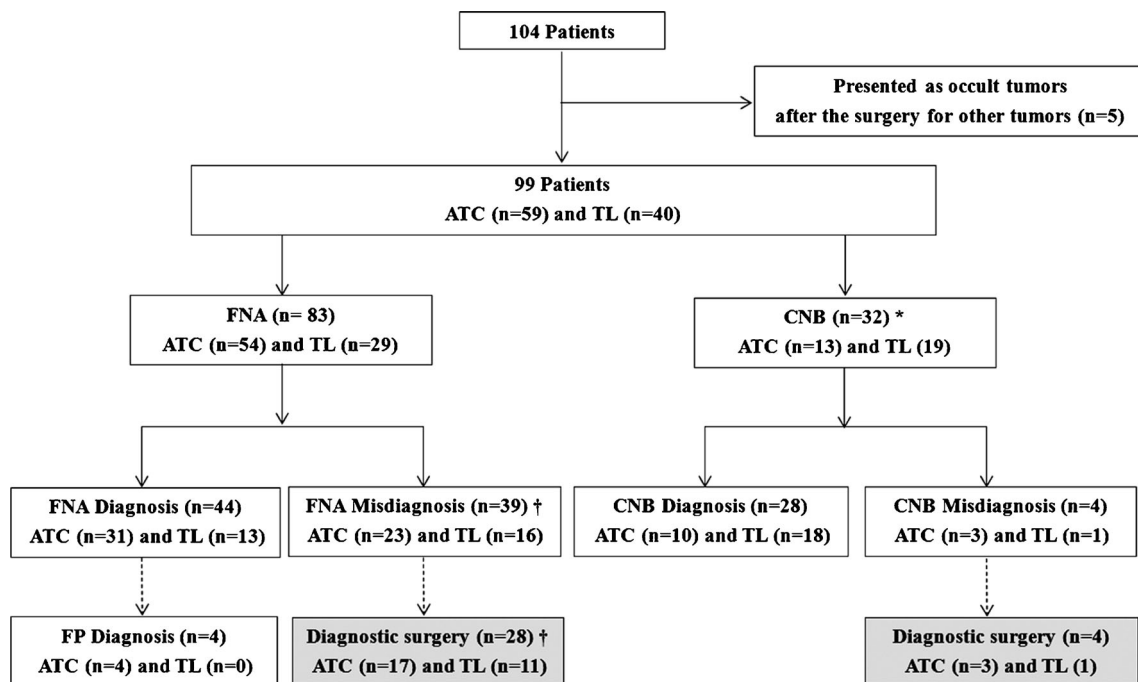 104 Patients
Presented as occult tumors
after the surgery for other tumors (n=5)
99 Patients
ATC (n=59) and TL (n=40)
FNA (n= 83)
ATC (n=54) and TL (n=29)
CNB (n=32) *
ATC (n=13) and TL (19)
FNA Diagnosis (n=44)
ATC (n=31) and TL (n=13)
FNA Misdiagnosis (n=39) †
ATC (n=23) and TL (n=16)
CNB Diagnosis (n=28)
ATC (n=10) and TL (n=18)
CNB Misdiagnosis (n=4)
ATC (n=3) and TL (n=1)
FP Diagnosis (n=4)
ATC (n=4) and TL (n=0)
Diagnostic surgery (n=28) †
ATC (n=17) and TL (n=11)
Diagnostic surgery (n=4)
ATC (n=3) and TL (1)